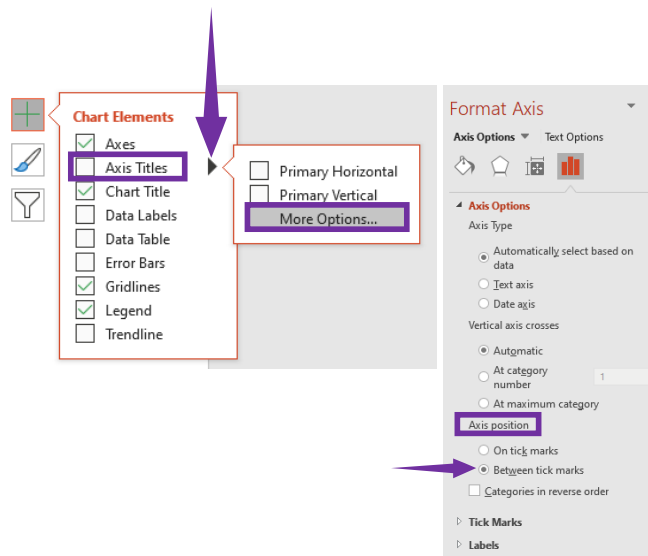 Chart Elements
Axes
Axis Titles
Chart Title
Data Labels
Data Table
Error Bars
Gridlines
Legend
Trendline
Primary Horizontal
Primary Vertical
More Options...
Format Axis
Axis Options
Text Options
Axis Options
Axis Type
Automatically select based on
data
Text axis
Date axis
Vertical axis crosses
Automatic
At category
number
1
At maximum category
Axis position
On tick marks
Between tick marks
Categories in reverse order
Tick Marks
Labels